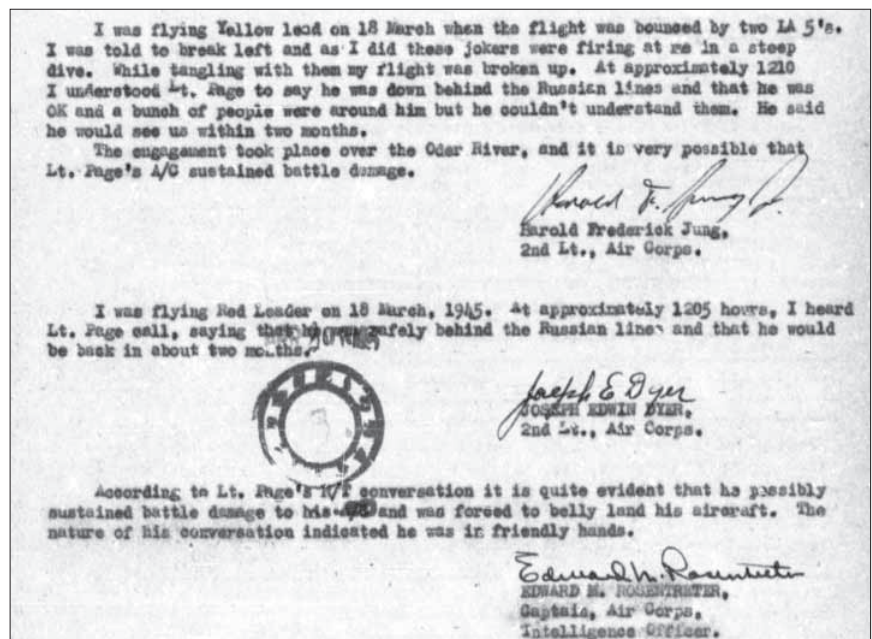 I was flying Yellow lead on 18 March when the flight was bounced by two LA 5's.
I was told to break left and as I did these jokers were firing at me in a steep
dive. While tangling with them my flight was broken up. At approximately 1210
I understood Lt. Page to say he was down behind the Russian lines and that he was
OK and a bunch of people were around him but he couldn't understand them. He said
he would see us within two months.
The engagement took place over the Oder River, and it is very possible that
Lt. Page's A/C sustained battle damage.
Harold F. Jung Jr.
Harold Frederick Jung,
2nd Lt., Air Corps.
I was flying Red Leader on 18 March, 1945. At approximately 1205 hours, I heard
Lt. Page call, saying that he was safely behind the Russian lines and that he would
be back in about two months.
Joseph E Dyer
JOSEPH EDWIN DYER,
2nd Lt., Air Corps.
According to Lt. Page's R/T conversation it is quite evident that he possibly
sustained battle damage to his and was forced to belly land his aircraft. The
nature of his conversation indicated he was in friendly hands.
Edward M. Rosentreter
EDWARD M. ROSENTRETER,
Captain, Air Corps,
Intelligence Officer.